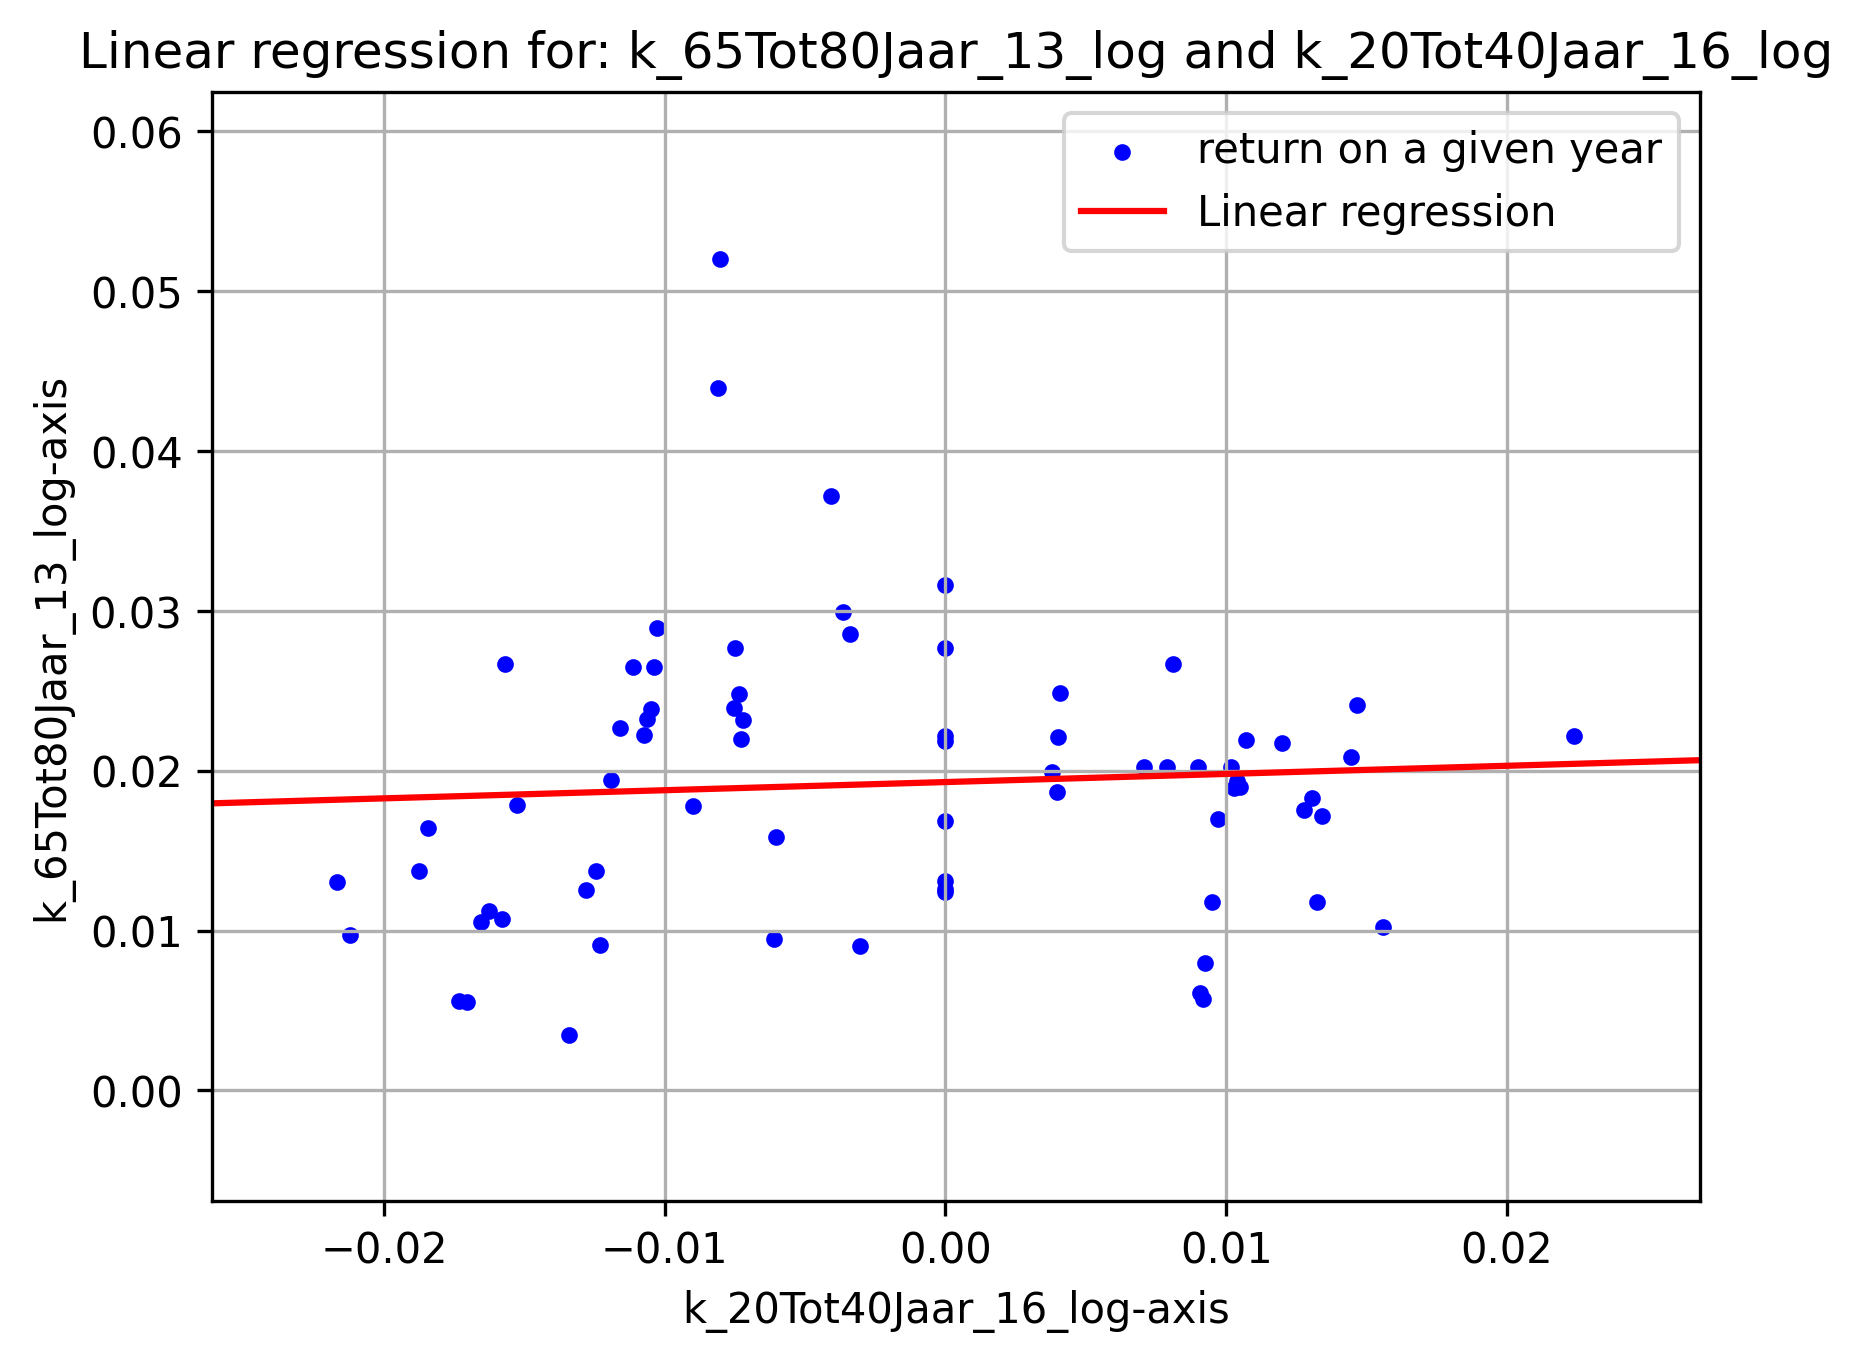 Linear regression for: k_65Tot80Jaar_13_log and k_20Tot40Jaar_16_log
return on a given year
Linear regression
k_65Tot80Jaar_13_log-axis
0.06
0.05
0.04
0.03
0.02
0.01
0.00
−0.02 −0.01 0.00 0.01 0.02
k_20Tot40Jaar_16_log-axis